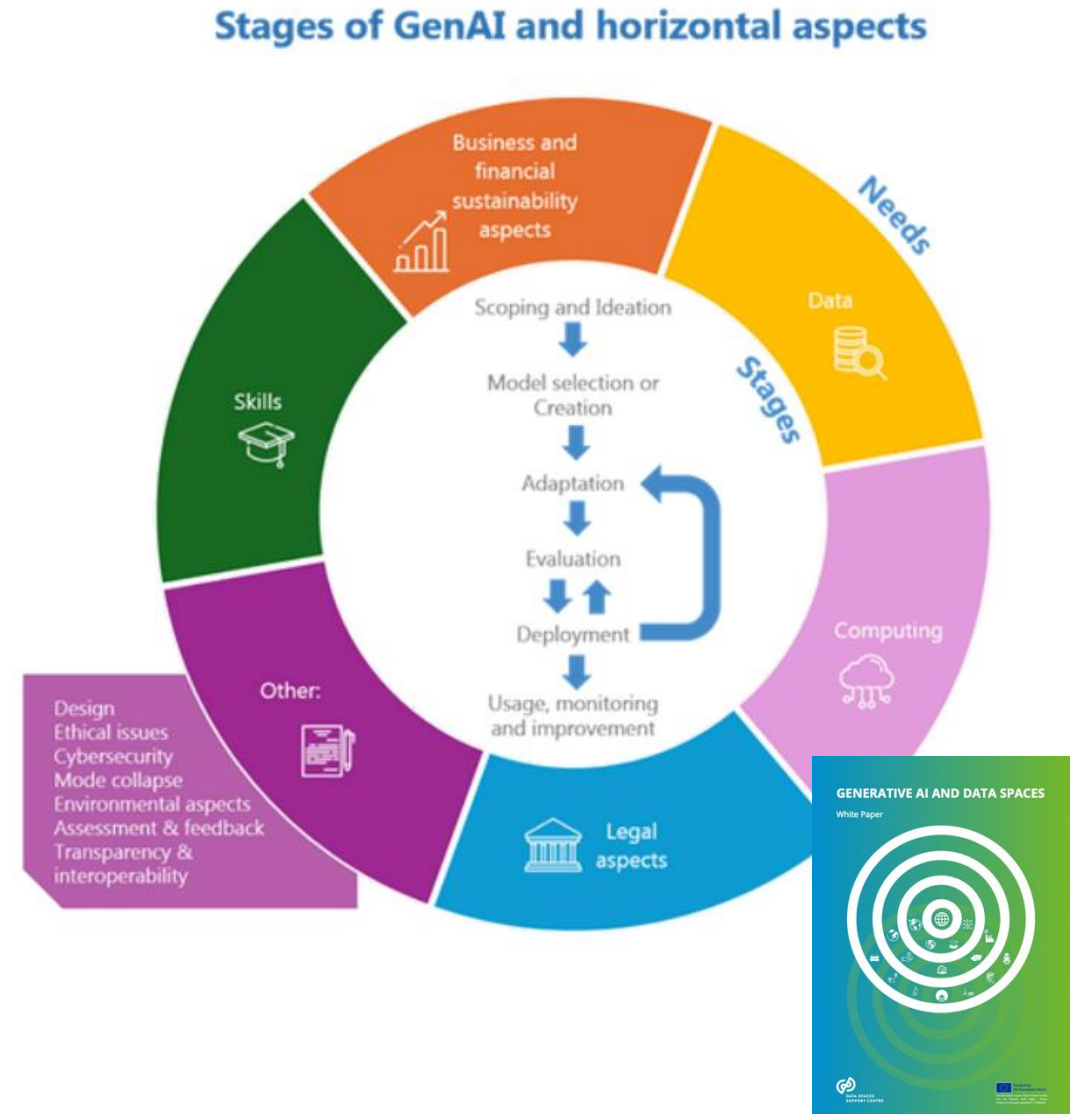 Stages of GenAI and horizontal aspects
Business and
financial
sustainability
aspects
Needs
Data
Stages
Skills
Scoping and Ideation
Model selection or
Creation
Adaptation
Evaluation
Deployment
Usage, monitoring
and improvement
Computing
Other:
Design
Ethical issues
Cybersecurity
Mode collapse
Environmental aspects
Assessment & feedback
Transparency &
interoperability
Legal
aspects
GENERATIVE AI AND DATA SPACES
White Paper
DATA SPACES
SUPPORT CENTRE
Funded by
the European Union